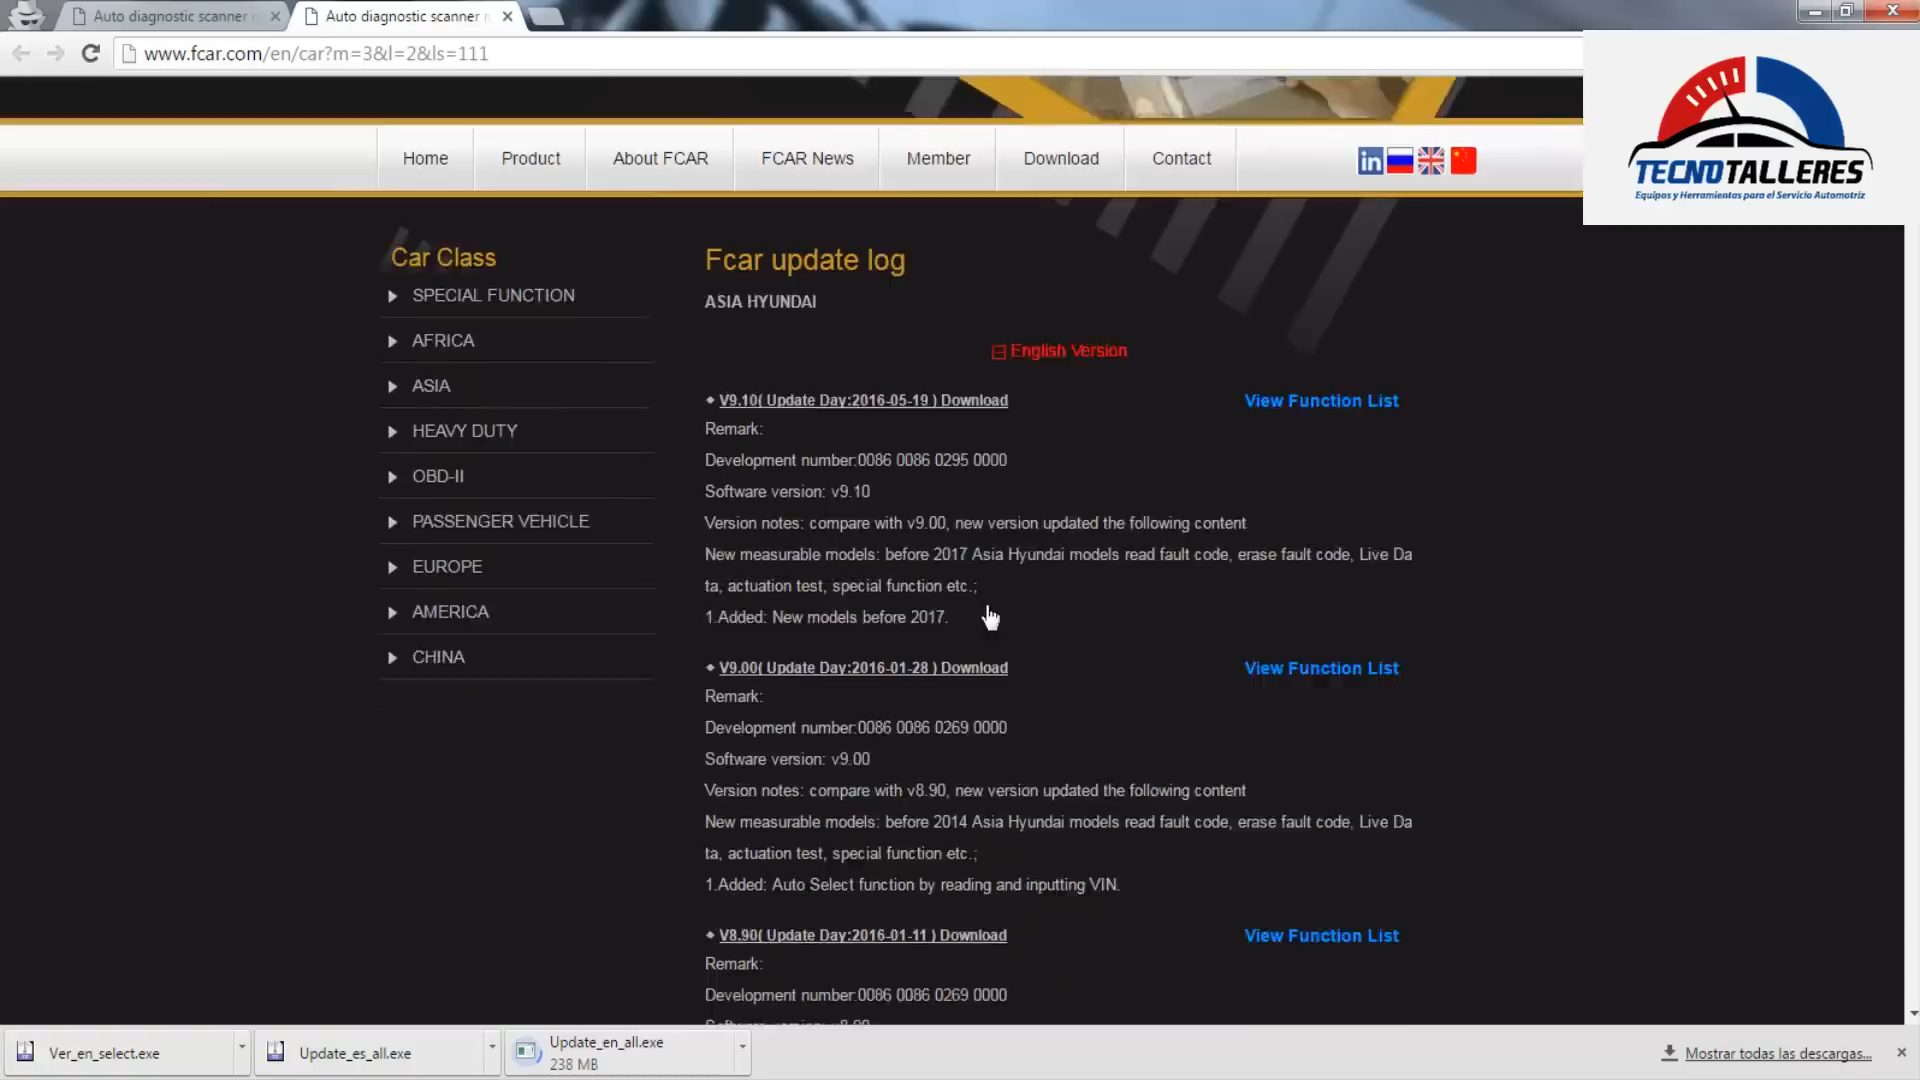 Auto diagnostic scanner
Auto diagnostic scanner
www.fcar.com/en/car?m=3&l=2&ls=111
TECNOTALLERES
Equipos y Herramientas para el Servicio Automotriz
Home
Product
About FCAR
FCAR News
Member
Download
Contact
in
Car Class
SPECIAL FUNCTION
AFRICA
ASIA
HEAVY DUTY
OBD-II
PASSENGER VEHICLE
EUROPE
AMERICA
CHINA
Fcar update log
ASIA HYUNDAI
English Version
V9.10( Update Day:2016-05-19 ) Download
View Function List
Remark:
Development number:0086 0086 0295 0000
Software version: v9.10
Version notes: compare with v9.00, new version updated the following content
New measurable models: before 2017 Asia Hyundai models read fault code, erase fault code, Live Da
ta, actuation test, special function etc.;
1.Added: New models before 2017.
V9.00( Update Day:2016-01-28 ) Download
View Function List
Remark:
Development number:0086 0086 0269 0000
Software version: v9.00
Version notes: compare with v8.90, new version updated the following content
New measurable models: before 2014 Asia Hyundai models read fault code, erase fault code, Live Da
ta, actuation test, special function etc.;
1.Added: Auto Select function by reading and inputting VIN.
V8.90( Update Day:2016-01-11 ) Download
View Function List
Remark:
Development number:0086 0086 0269 0000
Ver_en_select.exe
Update_es_all.exe
Update_en_all.exe
238 MB
Mostrar todas las descargas...